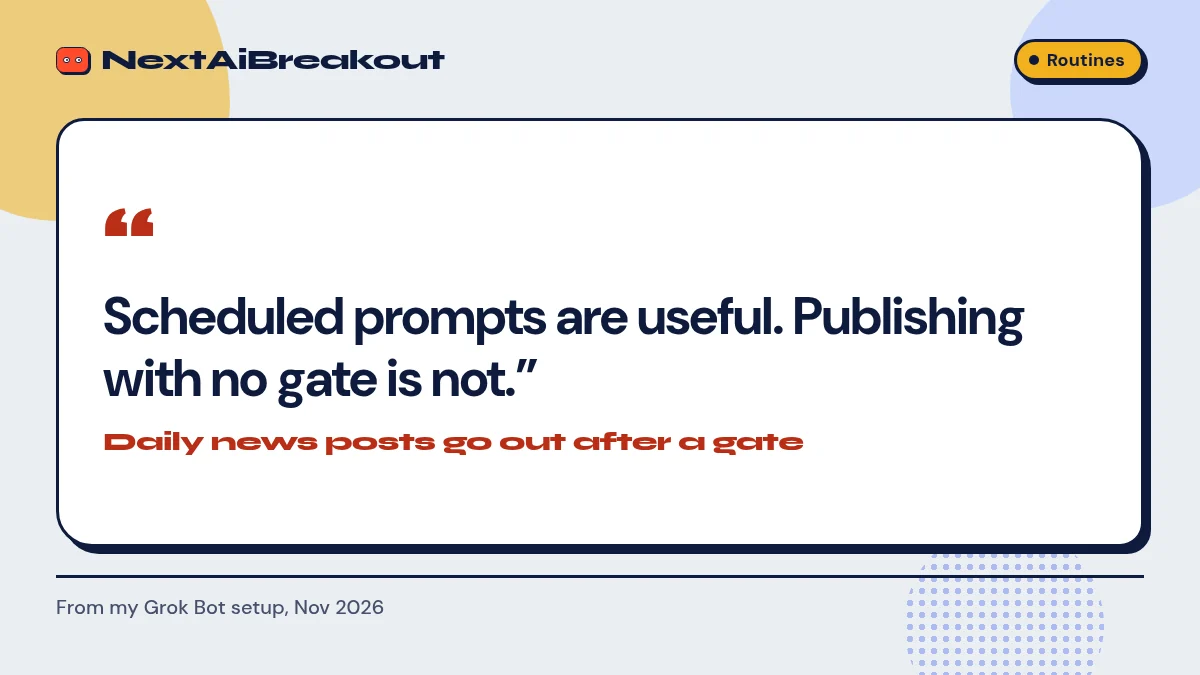 NextAiBreakout
Routines
“
Scheduled prompts are useful. Publishing
with no gate is not.”
Daily news posts go out after a gate
From my Grok Bot setup, Nov 2026